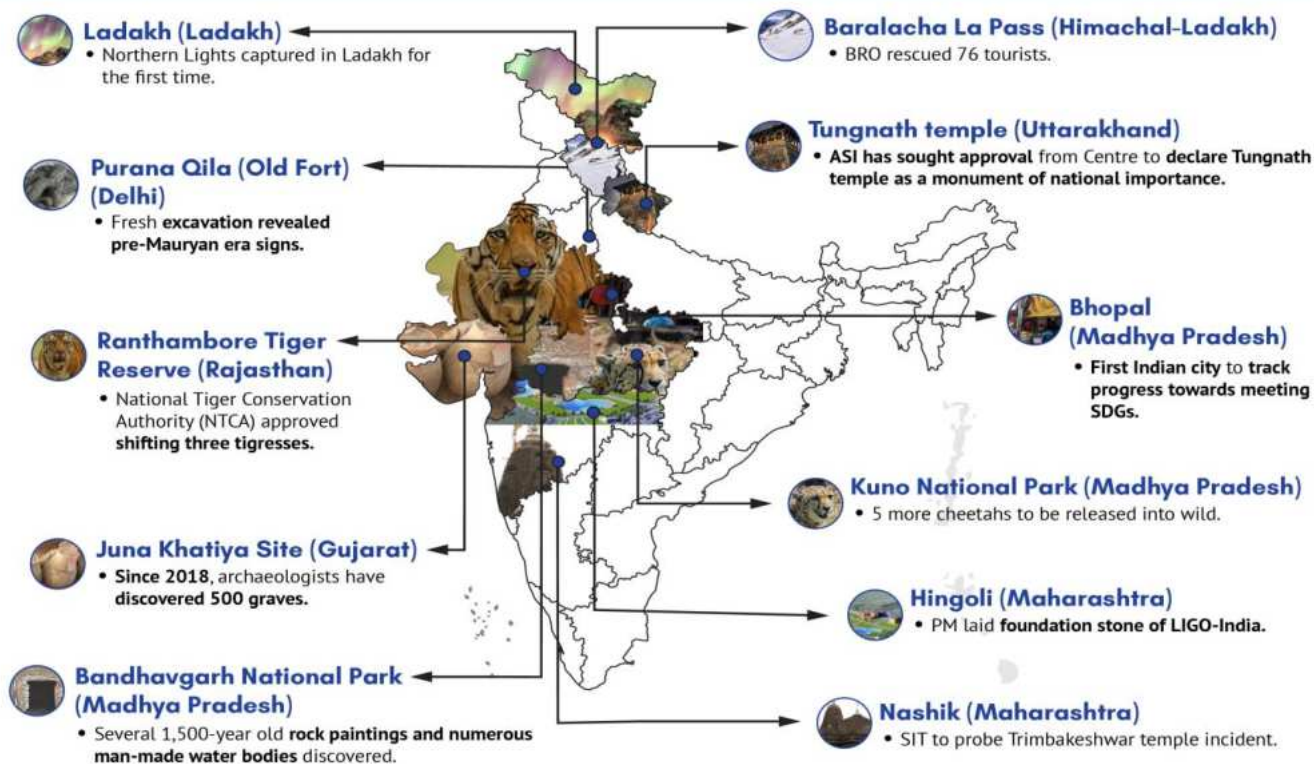 Ladakh (Ladakh)
• Northern Lights captured in Ladakh for
the first time.
Purana Qila (Old Fort)
(Delhi)
• Fresh excavation revealed
pre-Mauryan era signs.
Ranthambore Tiger
Reserve (Rajasthan)
• National Tiger Conservation
Authority (NTCA) approved
shifting three tigresses.
Juna Khatiya Site (Gujarat)
• Since 2018, archaeologists have
discovered 500 graves.
Bandhavgarh National Park
(Madhya Pradesh)
• Several 1,500-year old rock paintings and numerous
man-made water bodies discovered.
Baralacha La Pass (Himachal-Ladakh)
• BRO rescued 76 tourists.
Tungnath temple (Uttarakhand)
• ASI has sought approval from Centre to declare Tungnath
temple as a monument of national importance.
Bhopal
(Madhya Pradesh)
• First Indian city to track
progress towards meeting
SDGs.
Kuno National Park (Madhya Pradesh)
• 5 more cheetahs to be released into wild.
Hingoli (Maharashtra)
• PM laid foundation stone of LIGO-India.
Nashik (Maharashtra)
• SIT to probe Trimbakeshwar temple incident.